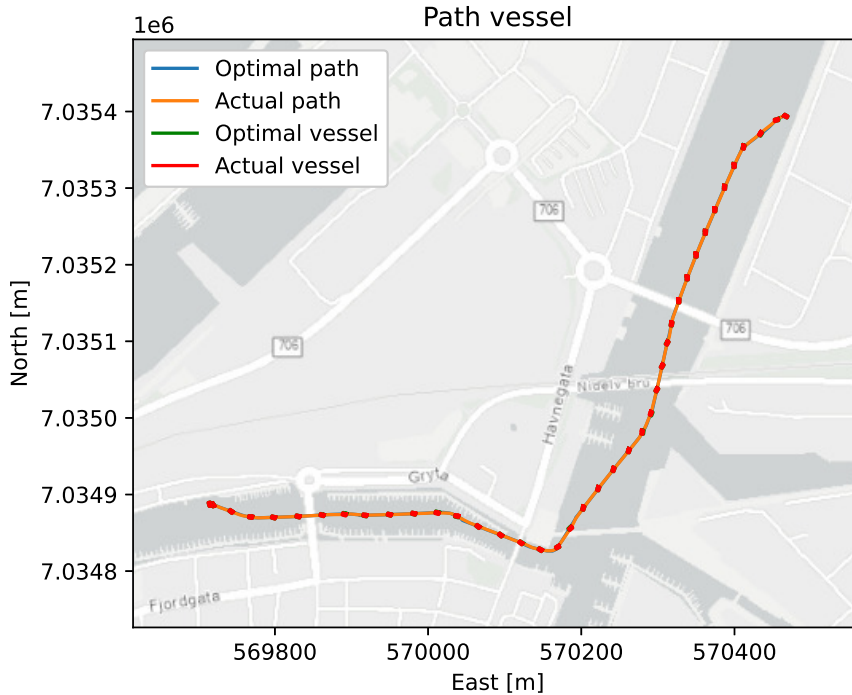 Path vessel
1e6
Optimal path
Actual path
Optimal vessel
Actual vessel
7.0354
7.0353
7.0352
7.0351
7.0350
7.0349
7.0348
North [m]
706
706
706
Nidelv bru
Havnegata
Gryta
Fjordgata
569800
570000
570200
570400
East [m]